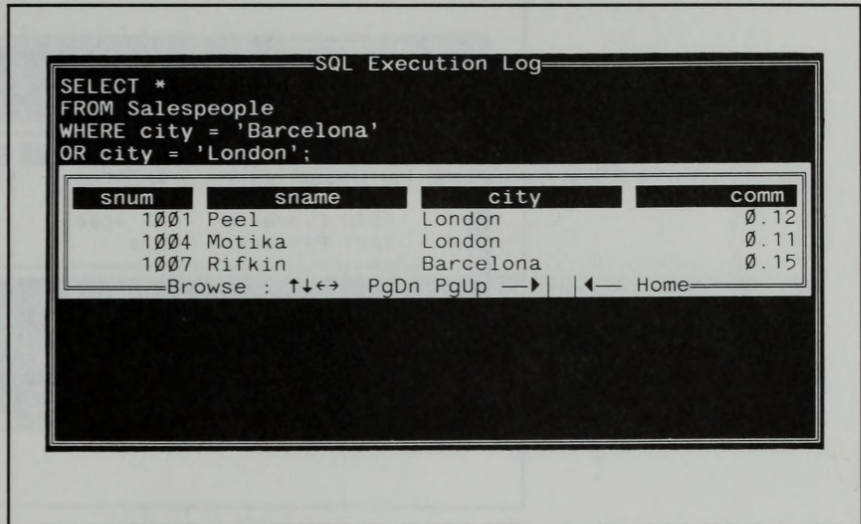 SQL Execution Log
SELECT *
FROM Salespeople
WHERE city = 'Barcelona'
OR city = 'London';
snum sname city comm
1001 Peel London 0.12
1004 Motika London 0.11
1007 Rifkin Barcelona 0.15
Browse : ↑↓←→ PgDn PgUp —▶| |◀— Home